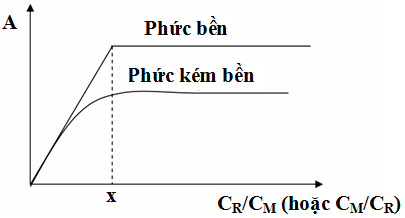 A
Phức bền
Phức kém bền
x
C_R/C_M (hoặc C_M/C_R)